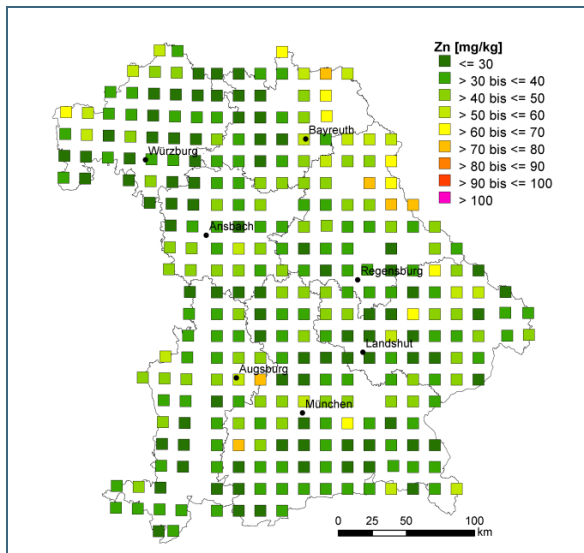 Zn [mg/kg]
<= 30
> 30 bis <= 40
> 40 bis <= 50
> 50 bis <= 60
> 60 bis <= 70
> 70 bis <= 80
> 80 bis <= 90
> 90 bis <= 100
> 100
Bayreuth
Würzburg
Ansbach
Regensburg
Landshut
Augsburg
München
0 25 50 100
km